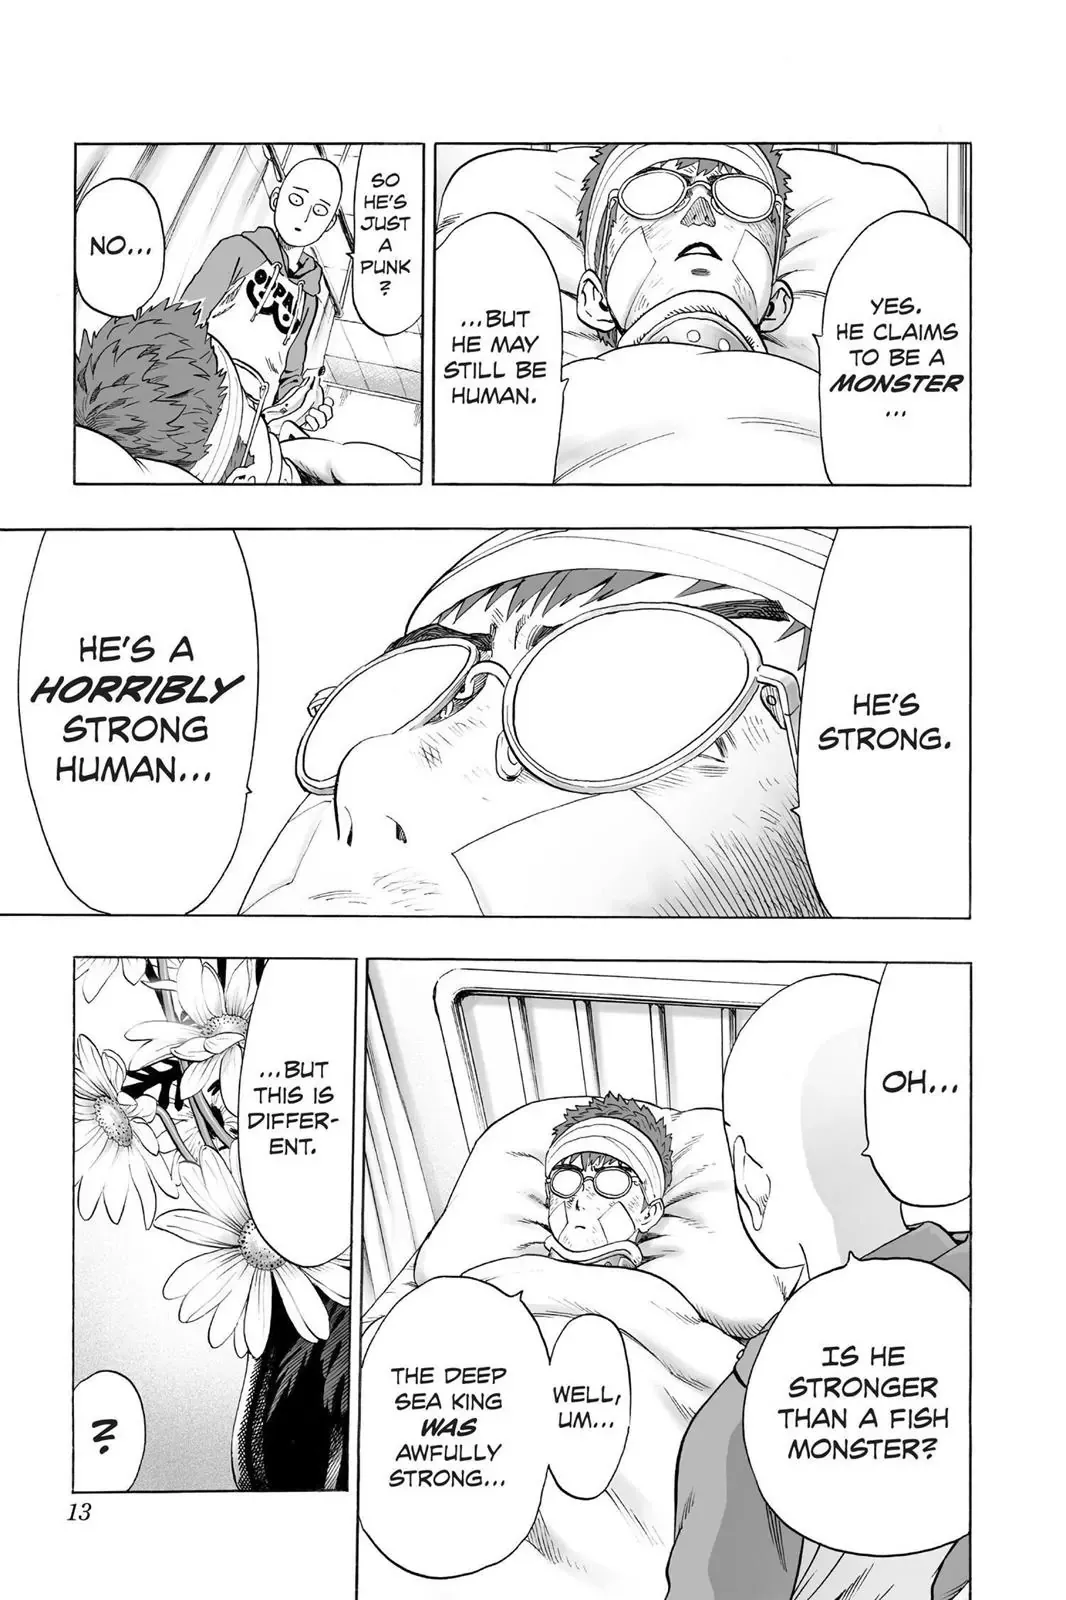 YES.
HE CLAIMS
TO BE A
MONSTER
...
...BUT
HE MAY
STILL BE
HUMAN.
SO
HE'S
JUST
A
PUNK
?
NO...
HE'S
STRONG.
HE'S A
HORRIBLY
STRONG
HUMAN...
OH...
IS HE
STRONGER
THAN A FISH
MONSTER?
WELL,
UM...
THE DEEP
SEA KING
WAS
AWFULLY
STRONG...
...BUT
THIS IS
DIFFER-
ENT.
?
13